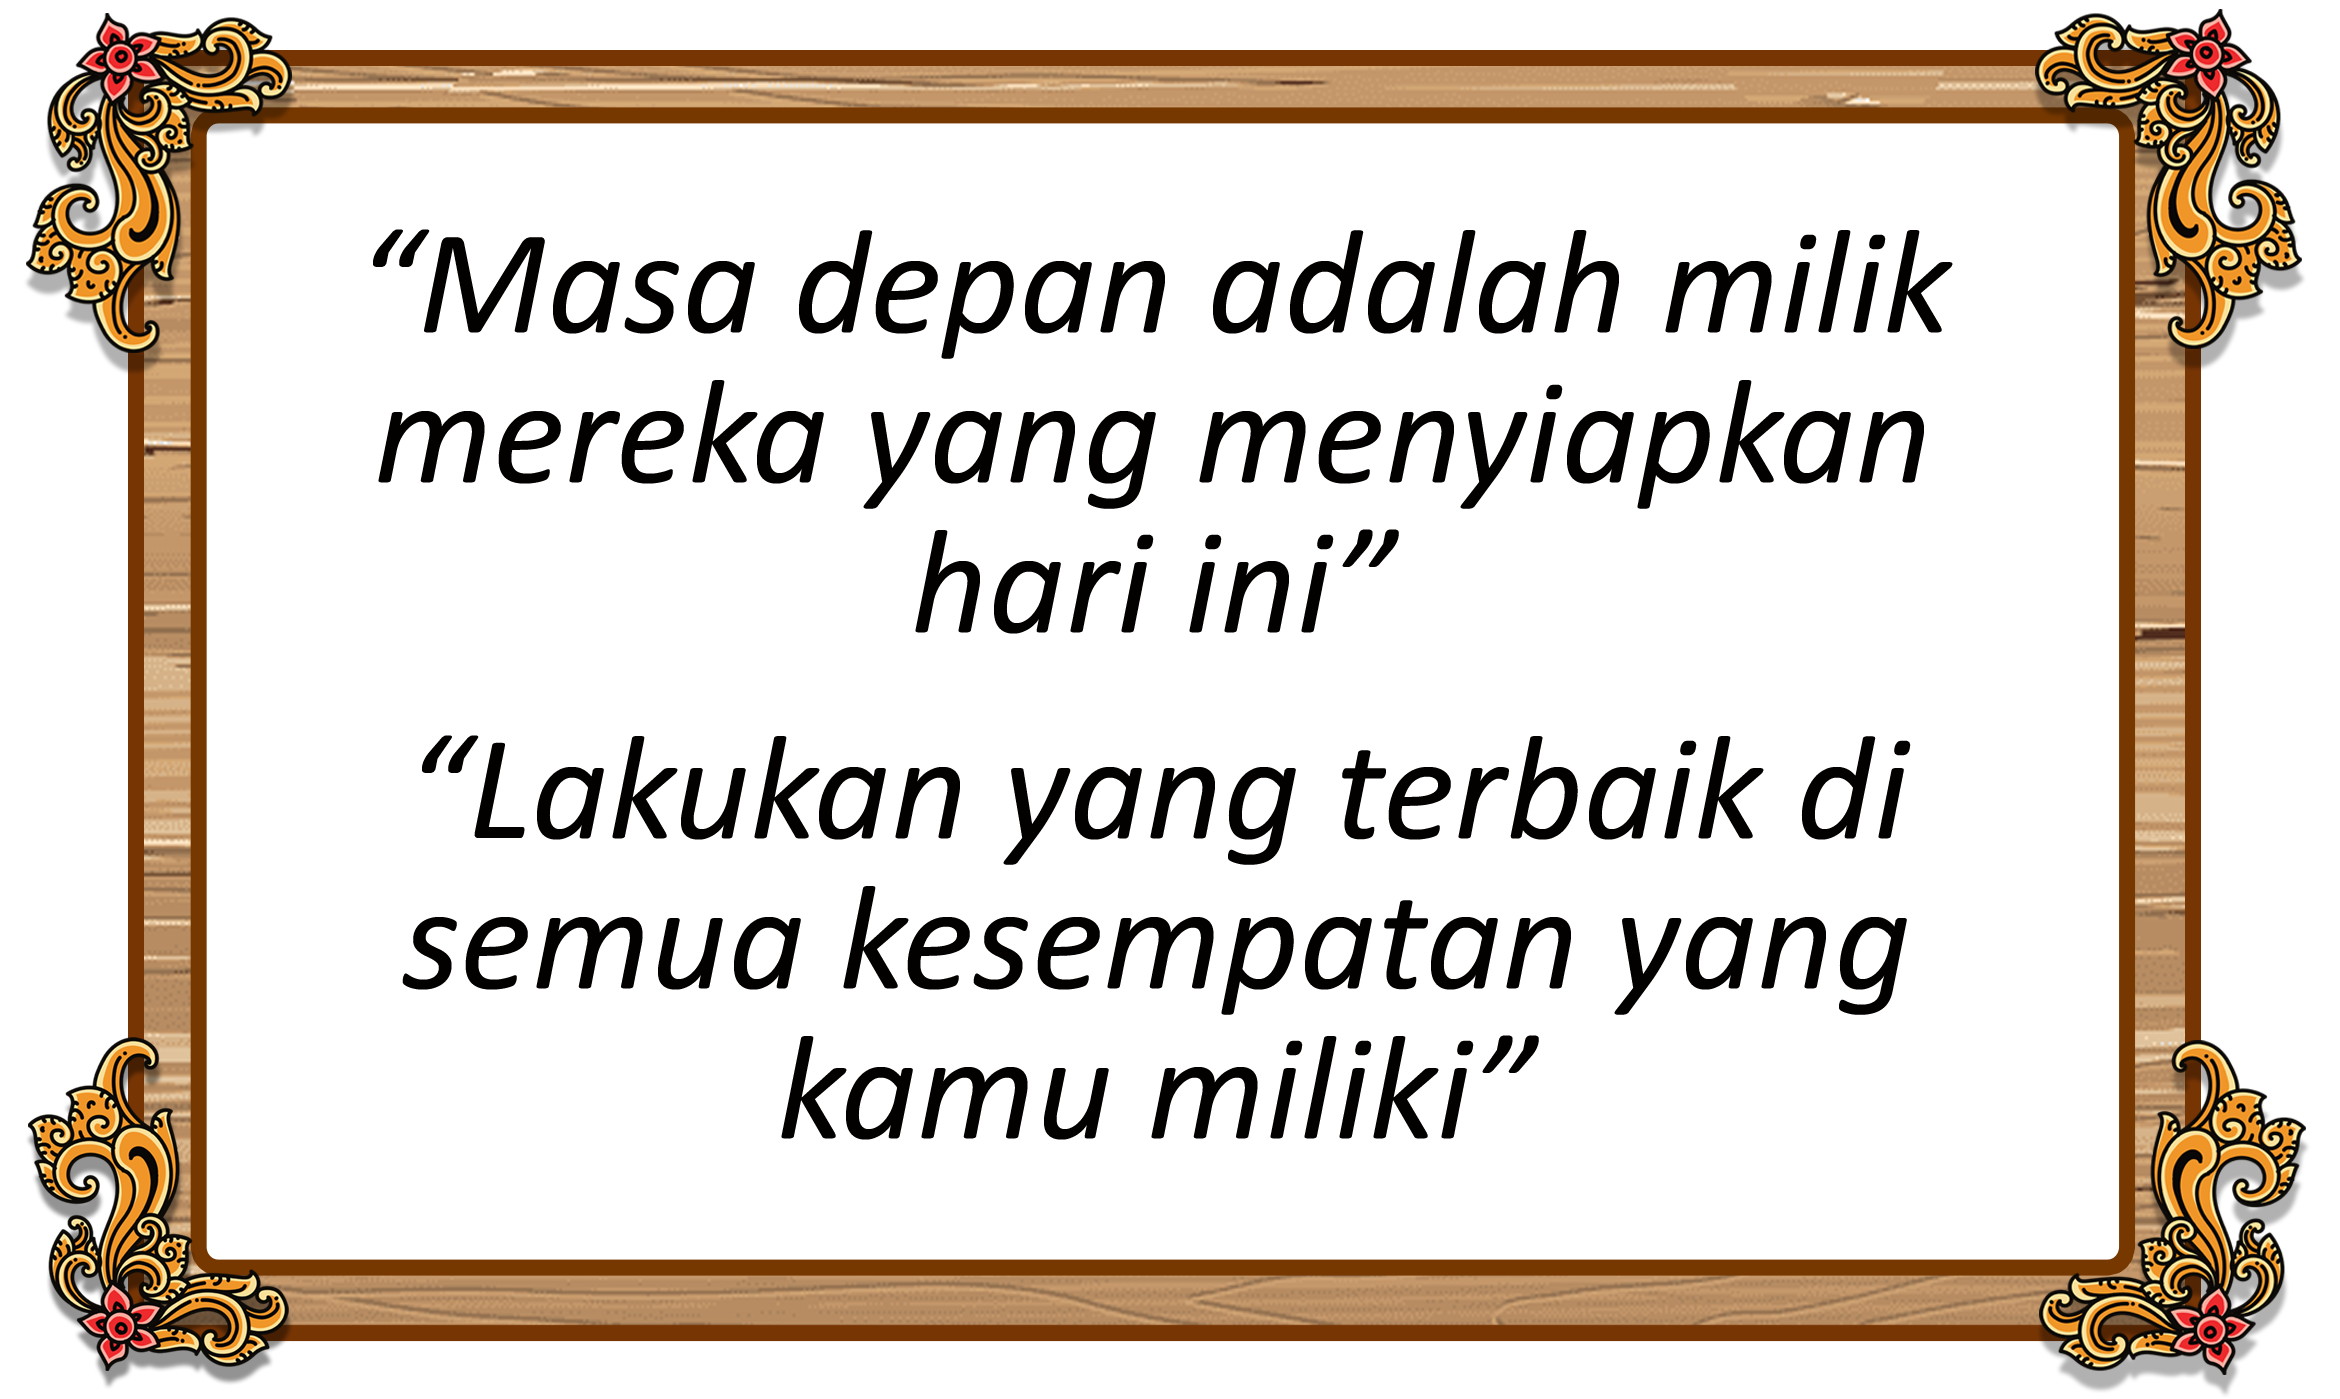 “Masa depan adalah milik
mereka yang menyiapkan
hari ini”
“Lakukan yang terbaik di
semua kesempatan yang
kamu miliki”